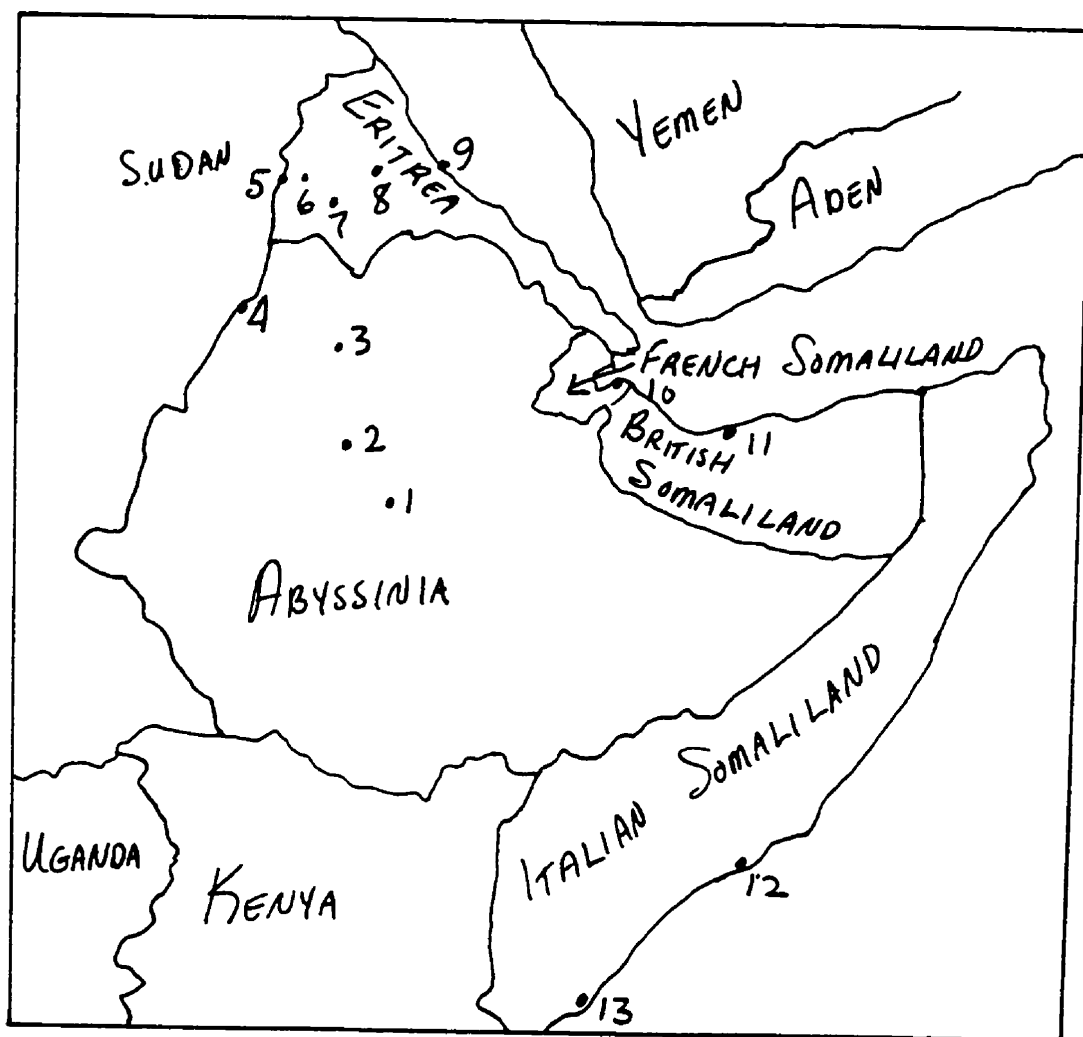 YEMEN
ERITREA
SUDAN
9
5
6
7
8
ADEN
4
3
FRENCH SOMALILAND
10
2
BRITISH
SOMALILAND
11
1
ABYSSINIA
ITALIAN SOMALILAND
UGANDA
KENYA
12
13